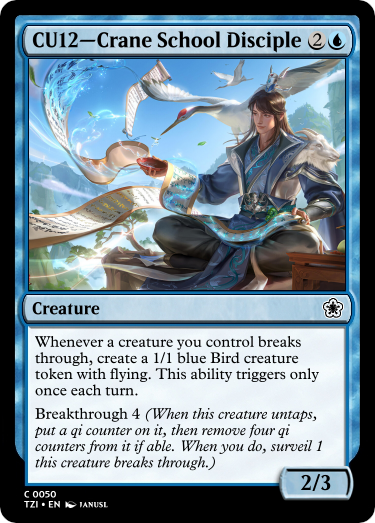 CU12—Crane School Disciple 2
Creature
Whenever a creature you control breaks
through, create a 1/1 blue Bird creature
token with flying. This ability triggers only
once each turn.
Breakthrough 4 (When this creature untaps,
put a qi counter on it, then remove four qi
counters from it if able. When you do, surveil 1
this creature breaks through.)
2/3
C 0050
TZI • EN JANUSL